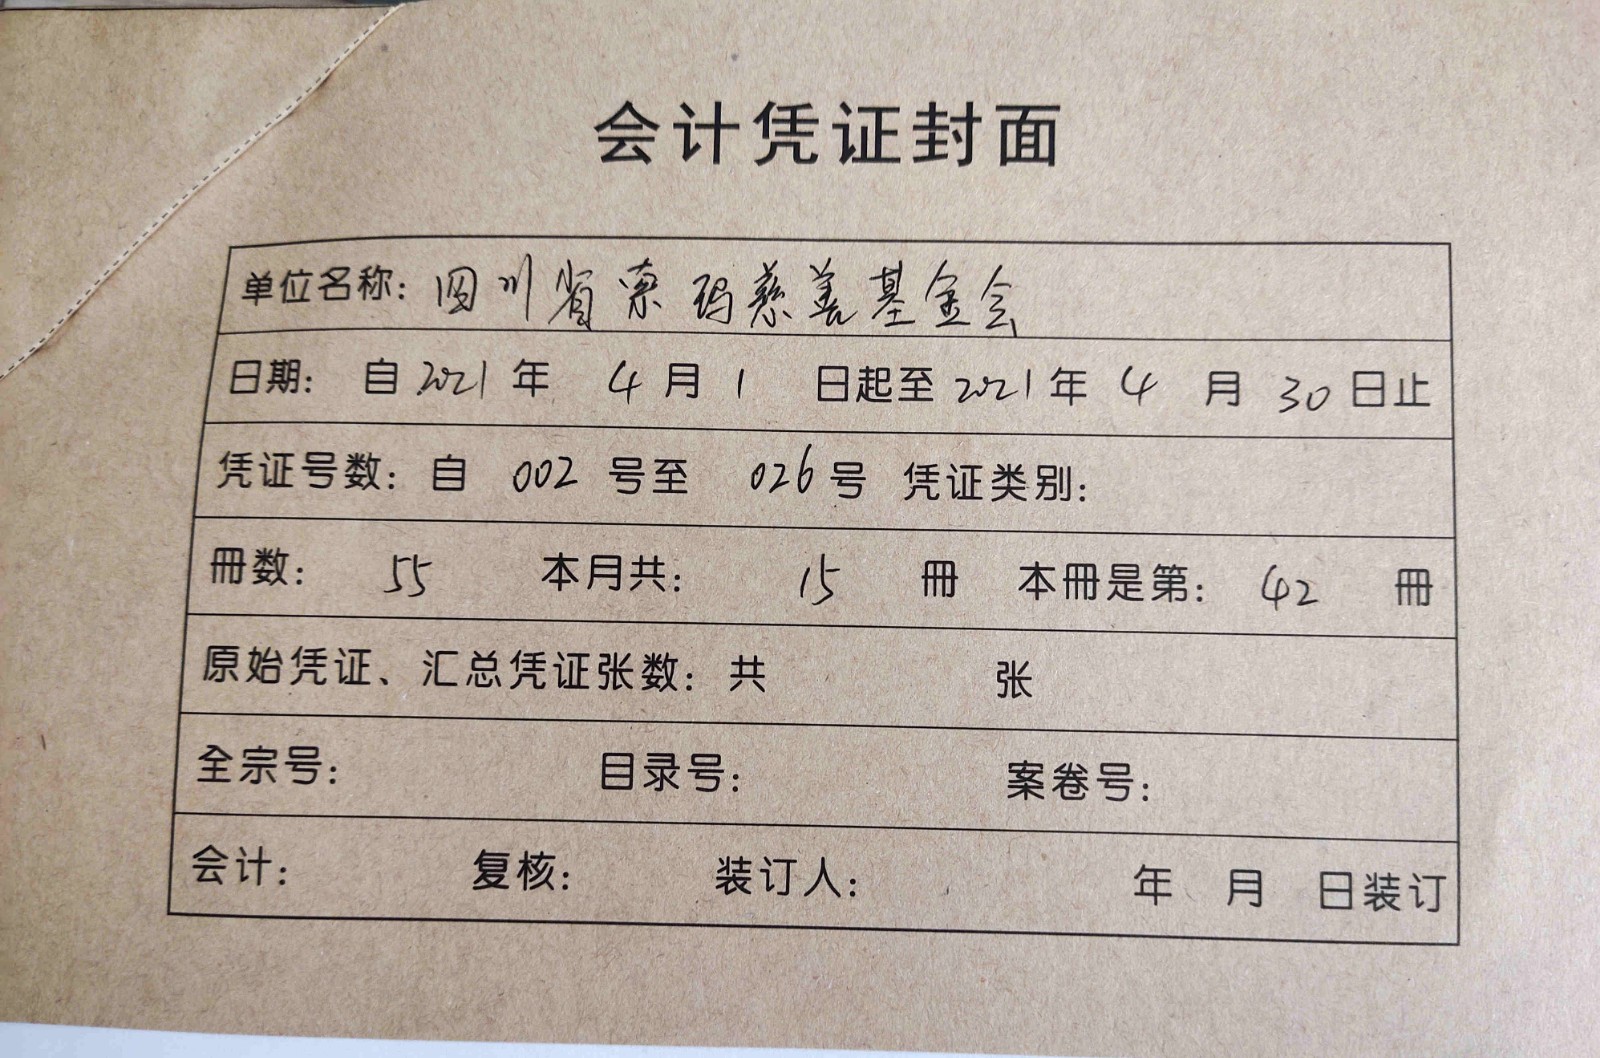 会计凭证封面
单位名称：四川省索玛慈善基金会
日期： 自2021年 4月1 日起至2021年 4 月 30日止
凭证号数：自 002 号至 026号 凭证类别：
冊数： 55 本月共： 15 冊 本冊是第： 42 冊
原始凭证、汇总凭证张数：共 张
全宗号： 目录号： 案卷号：
会计： 复核： 装订人： 年 月 日装订